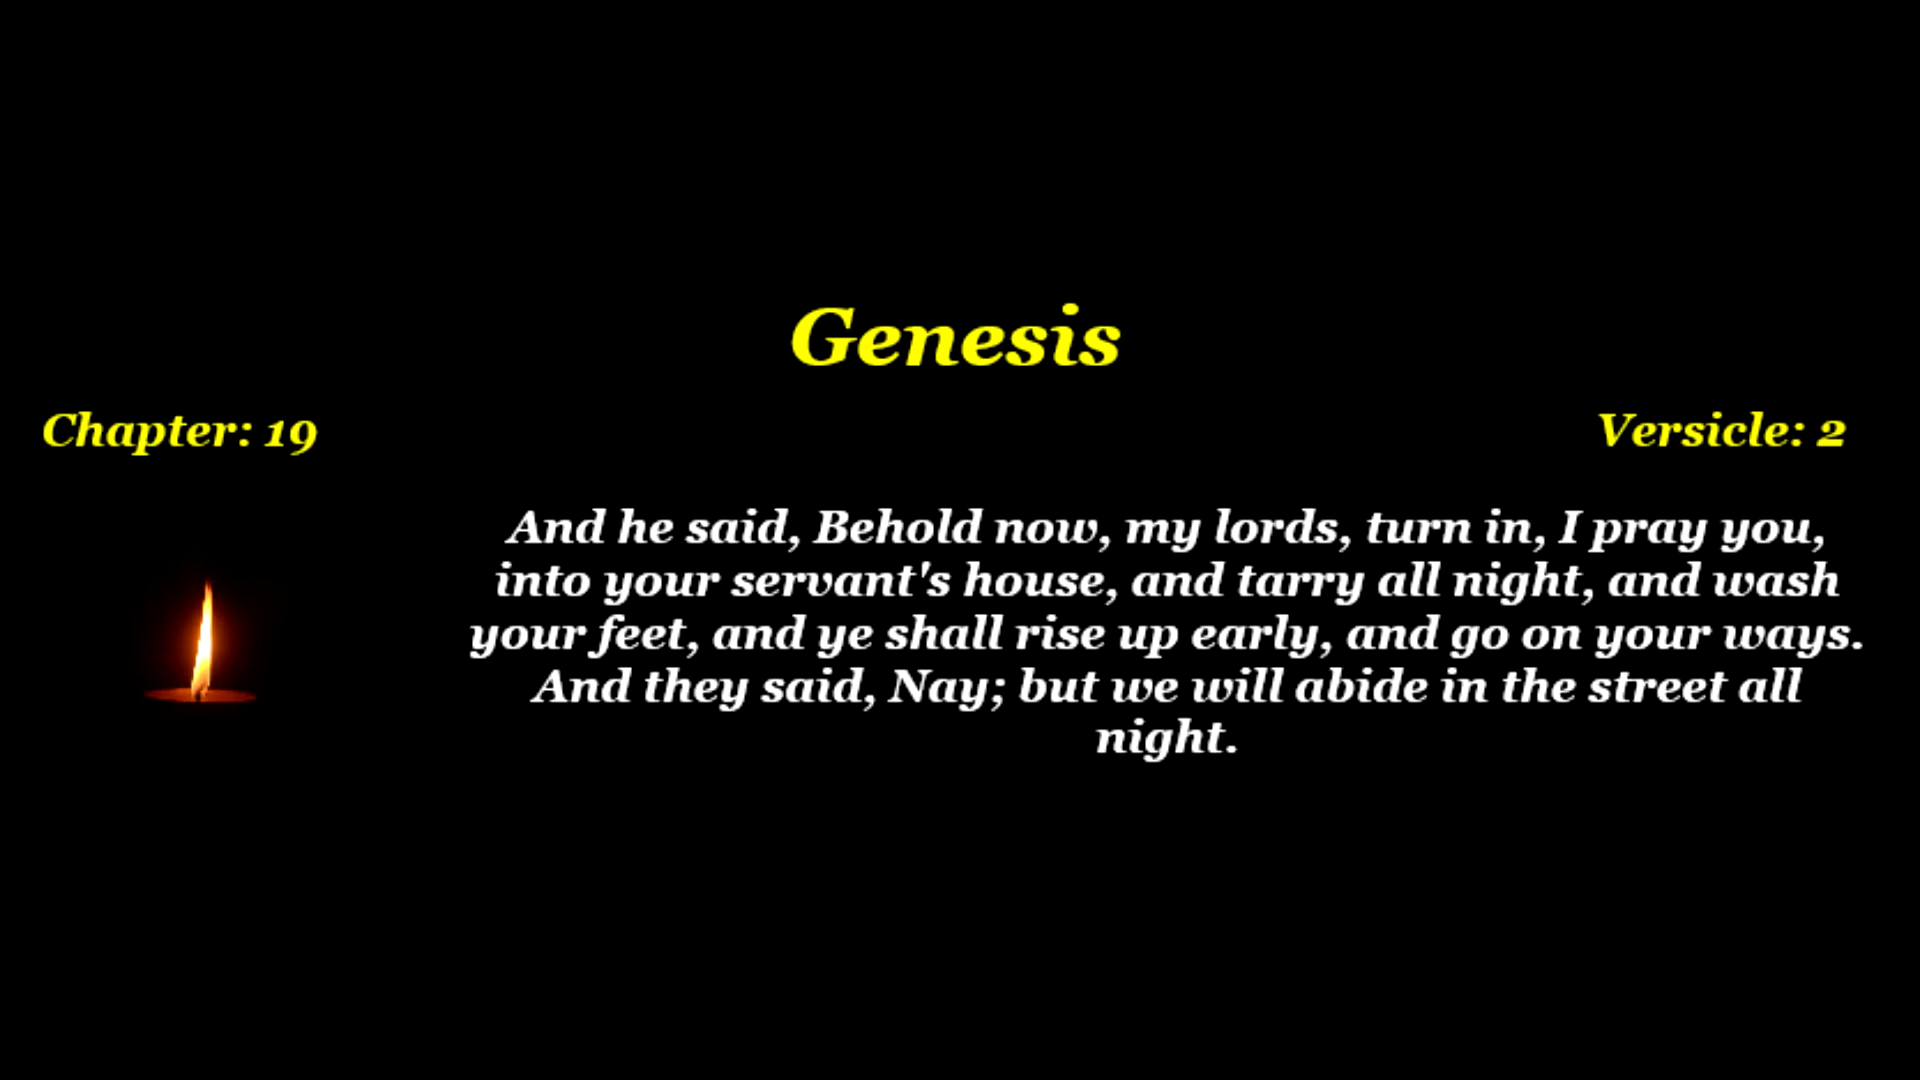 Genesis
Chapter: 19
Versicle: 2
And he said, Behold now, my lords, turn in, I pray you,
into your servant's house, and tarry all night, and wash
your feet, and ye shall rise up early, and go on your ways.
And they said, Nay; but we will abide in the street all
night.